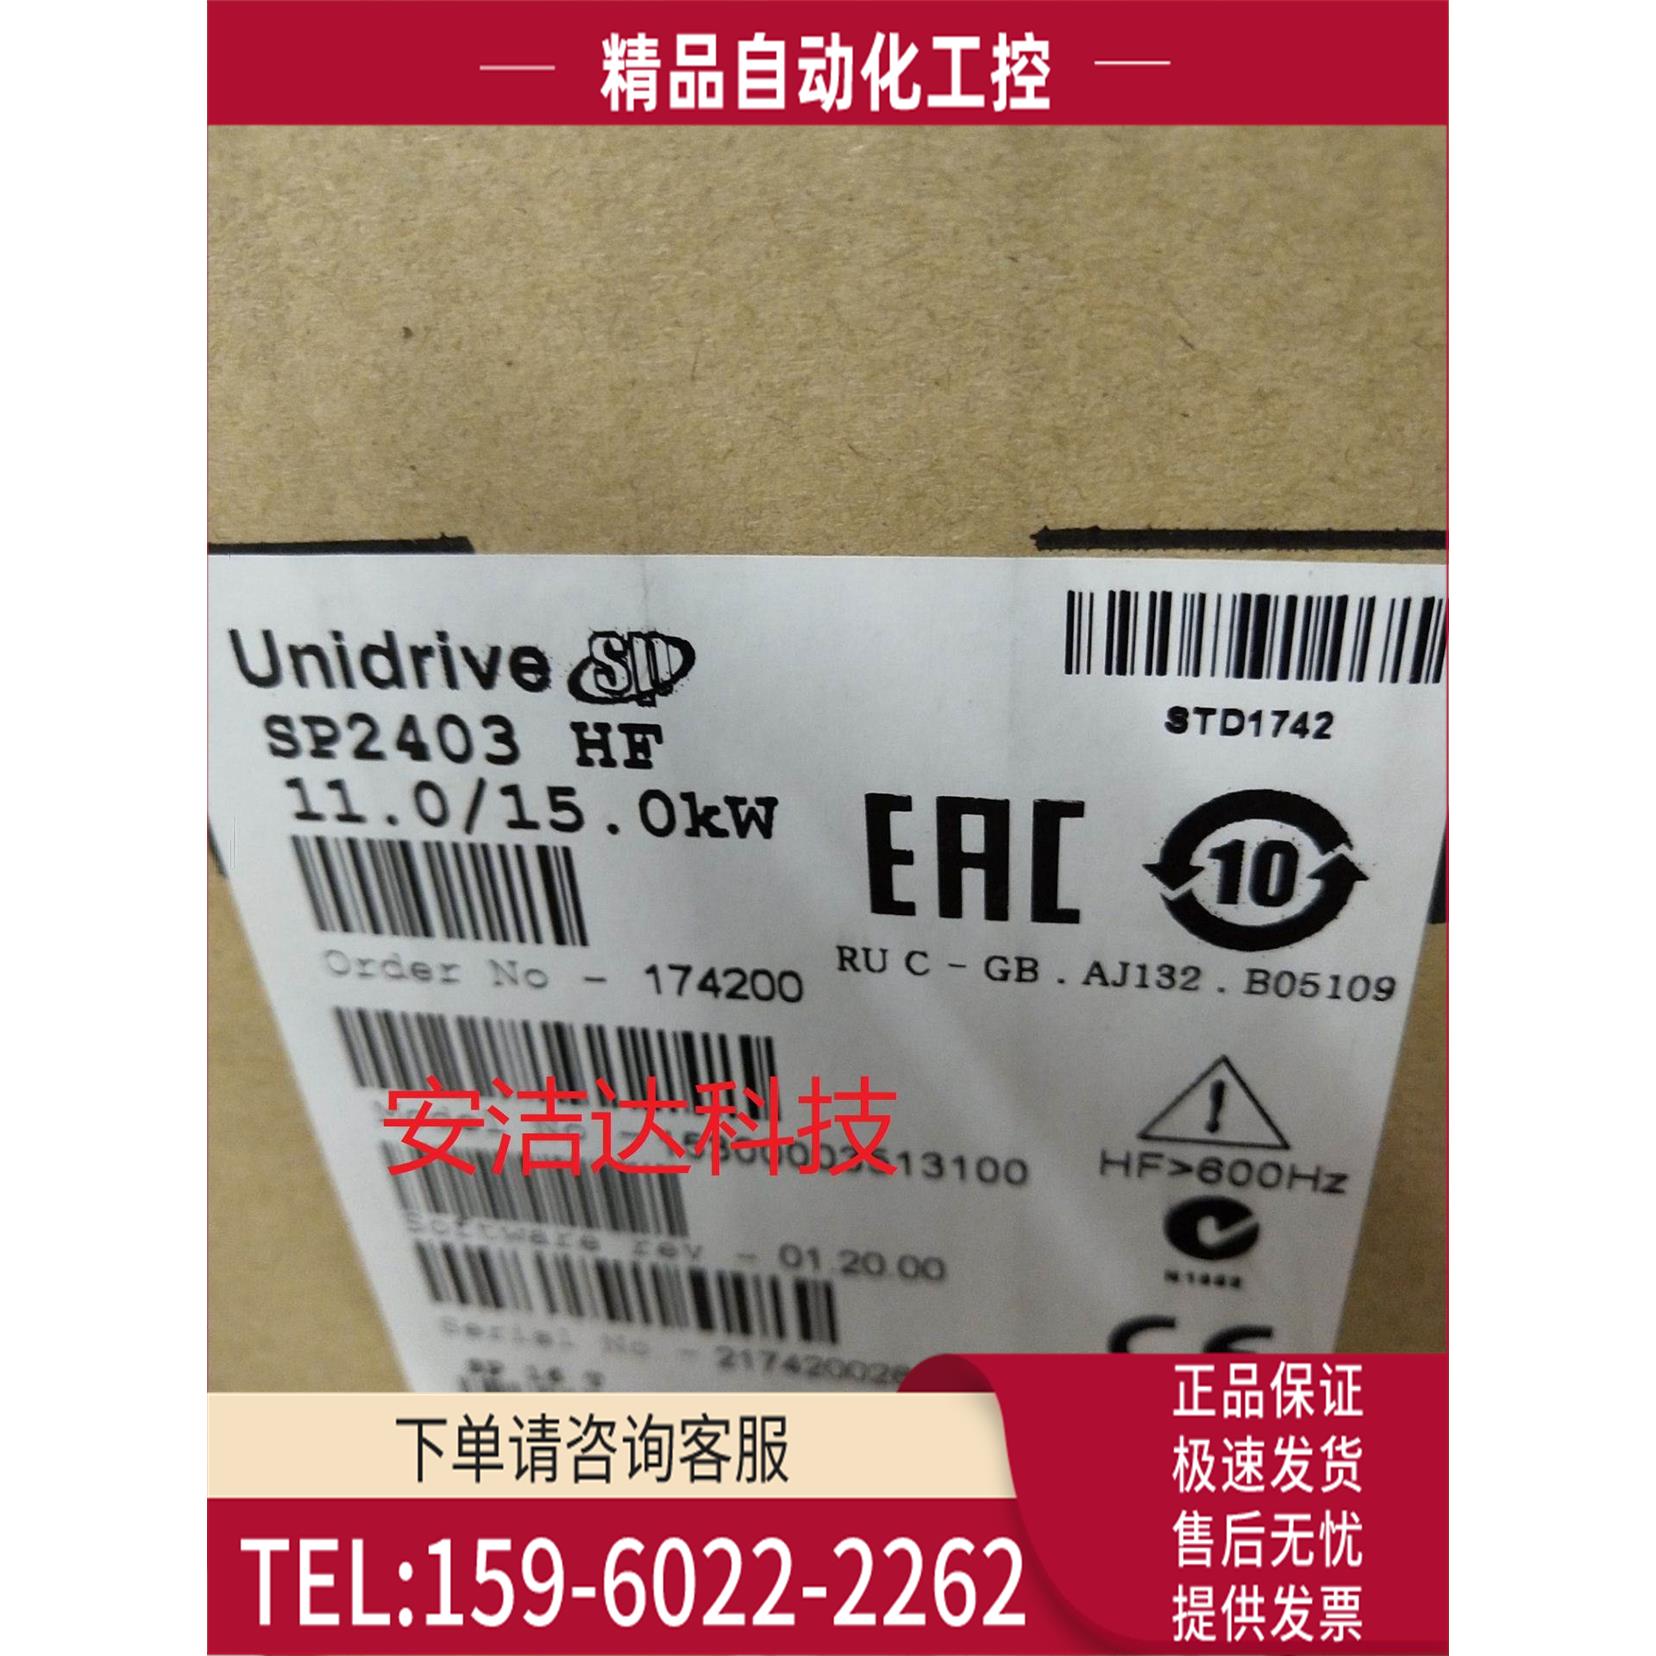 精品自动化工控
Unidrive SP
SP2403 HF
11.0/15.0kW
STD1742
EAC
10
Order No - 174200
RU C - GB . AJ132 . B05109
安洁达科技
HF>600Hz
Software rev - 01.20.00
Serial No -
CE
下单请咨询客服
TEL:159-6022-2262
正品保证
极速发货
售后无忧
提供发票